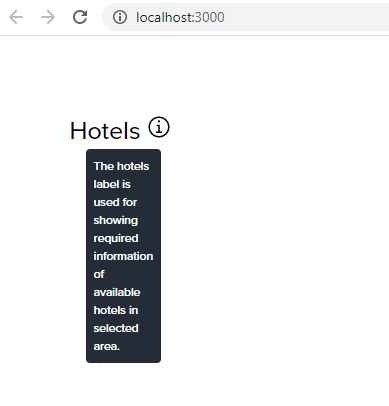 localhost:3000
Hotels
The hotels
label is
used for
showing
required
information
of
available
hotels in
selected
area.